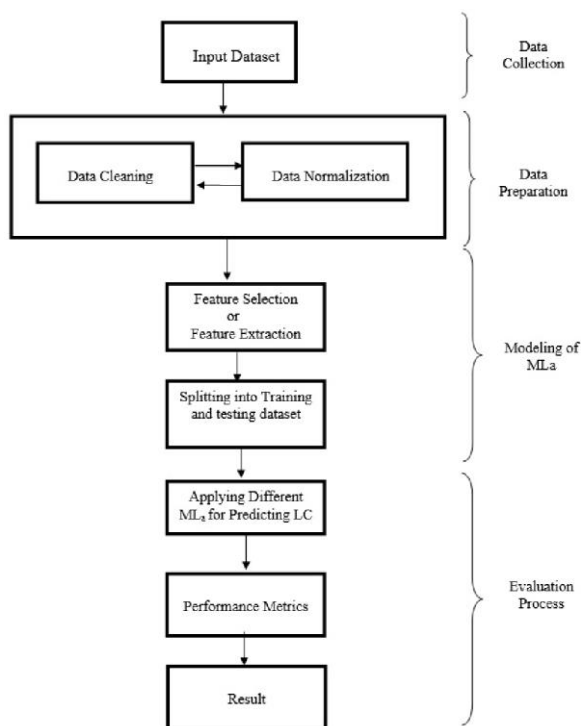 Input Dataset
Data
Collection
Data Cleaning
Data Normalization
Data
Preparation
Feature Selection
or
Feature Extraction
Splitting into Training
and testing dataset
Modeling of
MLa
Applying Different
MLa for Predicting LC
Performance Metrics
Result
Evaluation
Process